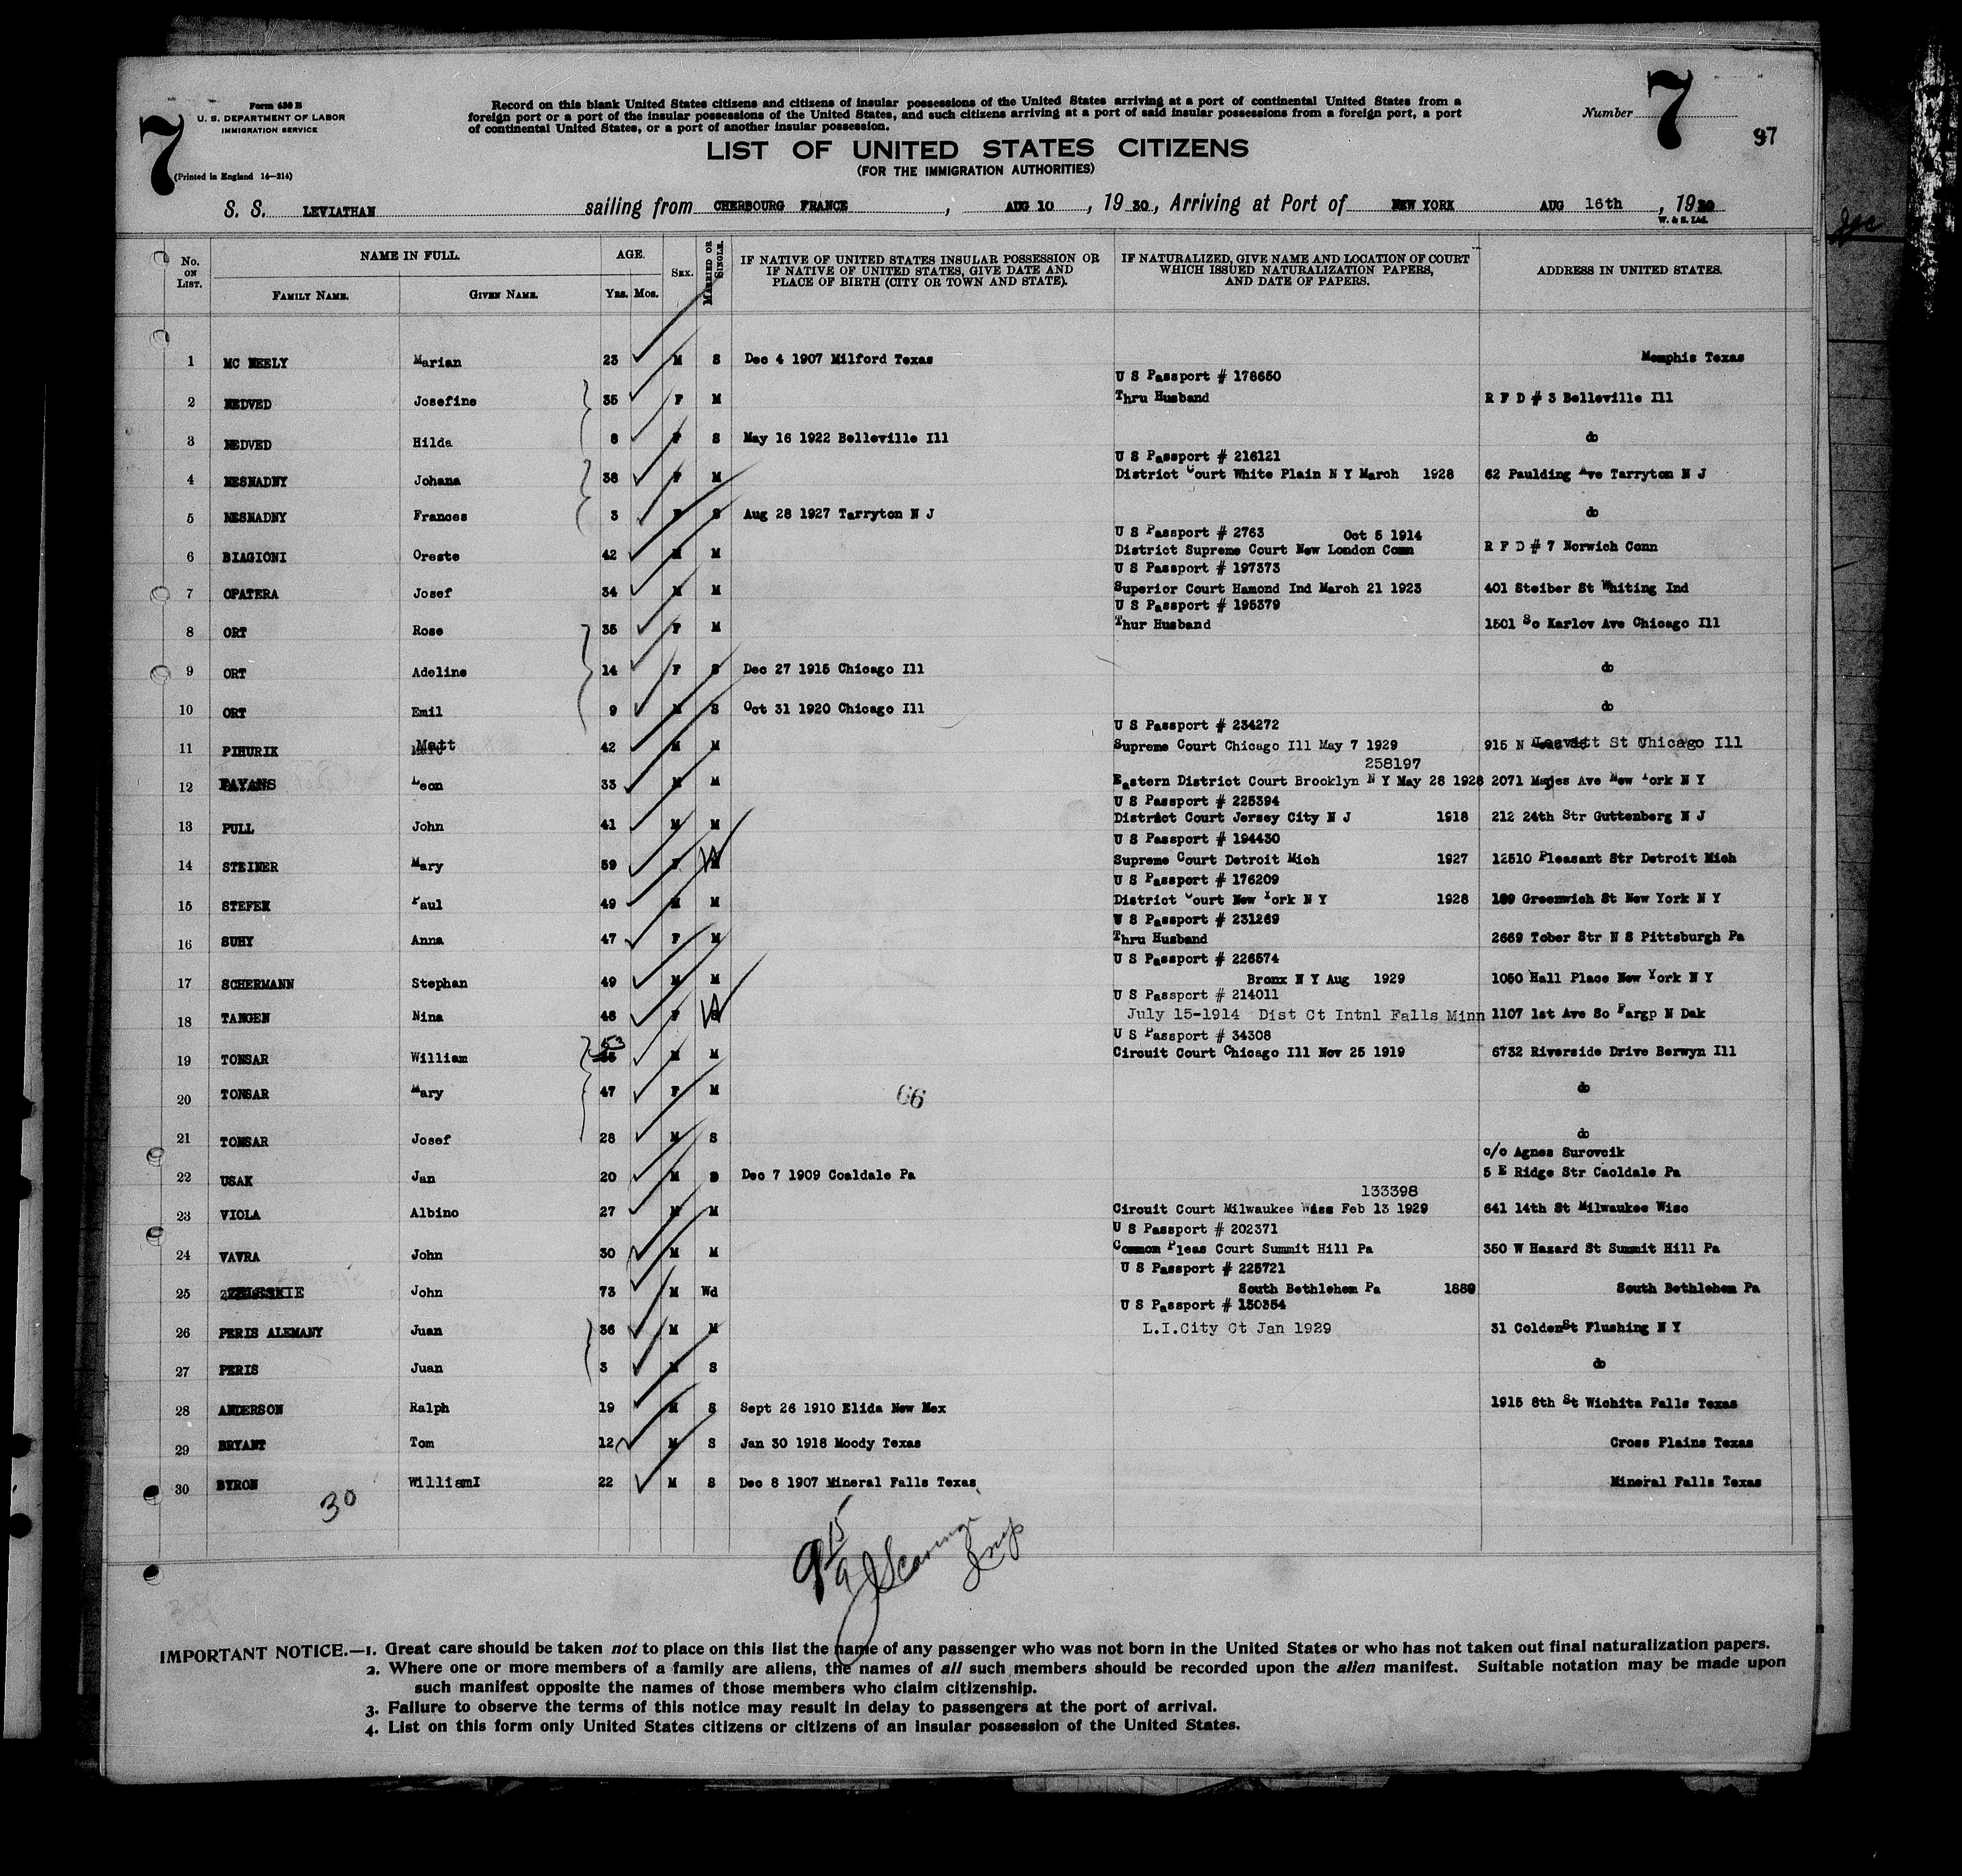 7
Form 630 B
U. S. DEPARTMENT OF LABOR
IMMIGRATION SERVICE
(Printed in England 14—214)
Record on this blank United States citizens and citizens of insular possessions of the United States arriving at a port of continental United States from a
foreign port or a port of the insular possessions of the United States, and such citizens arriving at a port of said insular possessions from a foreign port, a port
of continental United States, or a port of another insular possession.
Number 7
97
LIST OF UNITED STATES CITIZENS
(FOR THE IMMIGRATION AUTHORITIES)
S. S. LEVIATHAN sailing from CHERBOURG FRANCE, AUG 10, 1930, Arriving at Port of NEW YORK AUG 16th, 1930
W. & S. Ltd.
No. ON LIST. NAME IN FULL. FAMILY NAME. GIVEN NAME. AGE. Yrs. Mos. SEX. MARRIED OR SINGLE. IF NATIVE OF UNITED STATES INSULAR POSSESSION OR IF NATIVE OF UNITED STATES, GIVE DATE AND PLACE OF BIRTH (CITY OR TOWN AND STATE). IF NATURALIZED, GIVE NAME AND LOCATION OF COURT WHICH ISSUED NATURALIZATION PAPERS, AND DATE OF PAPERS. ADDRESS IN UNITED STATES.
1 MC NEELY Marian 23 M S Dec 4 1907 Milford Texas Memphis Texas
U S Passport # 178650
2 NEDVED Josefine 35 F M Thru Husband R F D # 3 Belleville Ill
3 NEDVED Hilda 8 F S May 16 1922 Belleville Ill do
U S Passport # 216121
4 NESNADNY Johana 38 F M District Court White Plain N Y March 1928 62 Paulding Ave Tarryton N J
5 NESNADNY Frances 3 F S Aug 28 1927 Tarryton N J do
U S Passport # 2763 Oct 5 1914
6 BIAGIONI Oreste 42 M M District Supreme Court New London Conn R F D # 7 Norwich Conn
U S Passport # 197373
7 OPATERA Josef 34 M M Superior Court Hamond Ind March 21 1923 401 Steiber St Whiting Ind
U S Passport # 195379
8 ORT Rose 35 F M Thur Husband 1501 So Karlov Ave Chicago Ill
9 ORT Adeline 14 F S Dec 27 1915 Chicago Ill do
10 ORT Emil 9 M S Oct 31 1920 Chicago Ill do
U S Passport # 234272
11 PIHURIK Matt 42 M M Supreme Court Chicago Ill May 7 1929 915 N Leavitt St Chicago Ill
258197
12 PAYANS Leon 33 M M Eastern District Court Brooklyn N Y May 28 1928 2071 Mapes Ave New York N Y
U S Passport # 225394
13 PULL John 41 M M District Court Jersey City N J 1918 212 24th Str Guttenberg N J
U S Passport # 194430
14 STEINER Mary 59 F W Supreme Court Detroit Mich 1927 12510 Pleasant Str Detroit Mich
U S Passport # 176209
15 STEFEK Paul 49 M M District Court New York N Y 1928 189 Greenwich St New York N Y
U S Passport # 231269
16 SUHY Anna 47 F M Thru Husband 2669 Tober Str N S Pittsburgh Pa
U S Passport # 226574
17 SCHERMANN Stephan 49 M M Bronx N Y Aug 1929 1050 Hall Place New York N Y
U S Passport # 214011
18 TANGEN Nina 48 F W July 15-1914 Dist Ct Intnl Falls Minn 1107 1st Ave So Fargp N Dak
U S Passport # 34308
19 TONSAR William 53 M M Circuit Court Chicago Ill Nov 25 1919 6732 Riverside Drive Berwyn Ill
20 TONSAR Mary 47 F M 66 do
21 TONSAR Josef 28 M S do
c/o Agnes Surovcik
22 USAK Jan 20 M S Dec 7 1909 Coaldale Pa 5 E Ridge Str Caoldale Pa
133398
23 VIOLA Albino 27 M M Circuit Court Milwaukee Wiss Feb 13 1929 641 14th St Milwaukee Wisc
U S Passport # 202371
24 VAVRA John 30 M M Common Pleas Court Summit Hill Pa 350 W Hazard St Summit Hill Pa
U S Passport # 225721
25 ZELESKIE John 73 M Wd South Bethlehem Pa 1889 South Bethlehem Pa
U S Passport # 130354
26 PERIS ALEMANY Juan 36 M M L.I.City Ct Jan 1929 31 Colden St Flushing N Y
27 PERIS Juan 3 M S do
28 ANDERSON Ralph 19 M S Sept 26 1910 Elida New Mex 1915 8th St Wichita Falls Texas
29 BRYANT Tom 12 M S Jan 30 1918 Moody Texas Cross Plains Texas
30 BYRON WilliamI 22 M S Dec 8 1907 Mineral Falls Texas Mineral Falls Texas
30
9 15
Insp
IMPORTANT NOTICE.—1. Great care should be taken not to place on this list the name of any passenger who was not born in the United States or who has not taken out final naturalization papers.
2. Where one or more members of a family are aliens, the names of all such members should be recorded upon the alien manifest. Suitable notation may be made upon
such manifest opposite the names of those members who claim citizenship.
3. Failure to observe the terms of this notice may result in delay to passengers at the port of arrival.
4. List on this form only United States citizens or citizens of an insular possession of the United States.